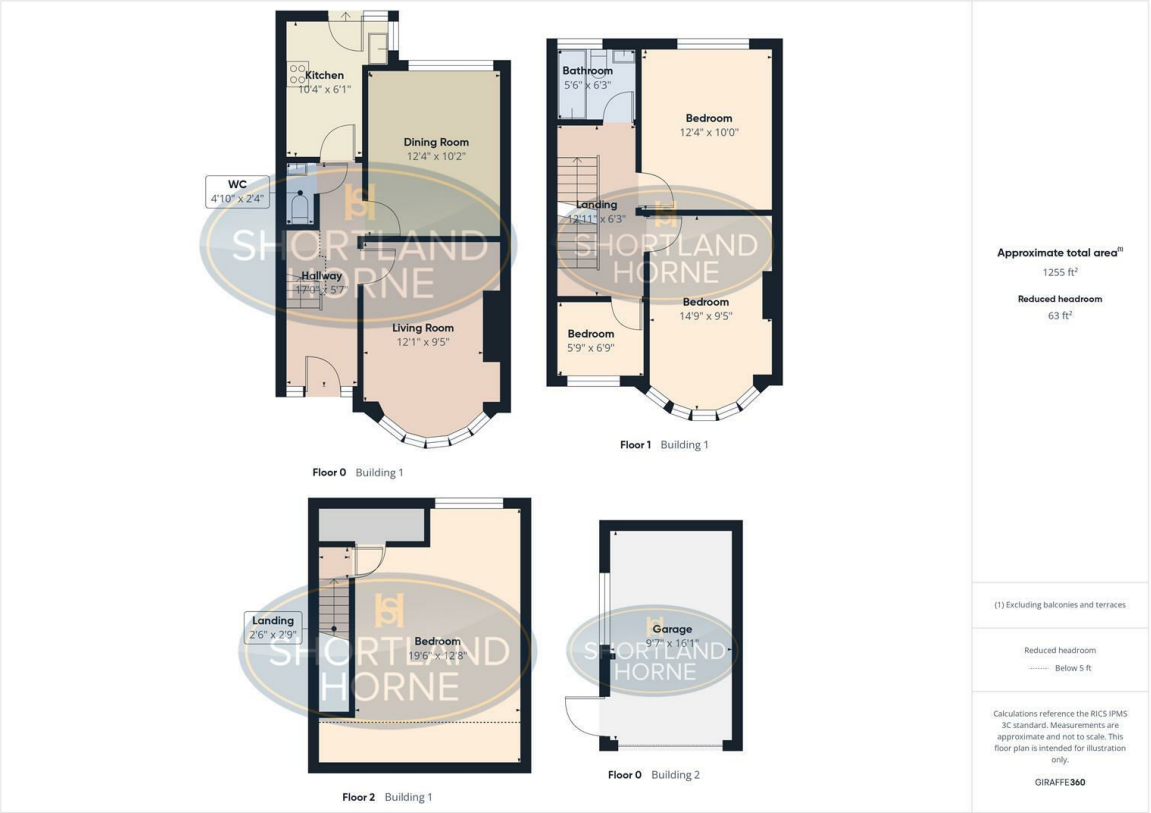 Kitchen
10'4" x 6'1"
Dining Room
12'4" x 10'2"
WC
4'10" x 2'4"
Hallway
17'0" x 5'7"
Living Room
12'1" x 9'5"
SHORTLAND
HORNE
Floor 0 Building 1
Bathroom
5'6" x 6'3"
Bedroom
12'4" x 10'0"
Landing
12'11" x 6'3"
Bedroom
14'9" x 9'5"
Bedroom
5'9" x 6'9"
SHORTLAND
HORNE
Floor 1 Building 1
Landing
2'6" x 2'9"
Bedroom
19'6" x 12'8"
SHORTLAND
HORNE
Floor 2 Building 1
Garage
9'7" x 16'1"
SHORTLAND
HORNE
Floor 0 Building 2
Approximate total area(1)
1255 ft²
Reduced headroom
63 ft²
(1) Excluding balconies and terraces
Reduced headroom
Below 5 ft
Calculations reference the RICS IPMS
3C standard. Measurements are
approximate and not to scale. This
floor plan is intended for illustration
only.
GIRAFFE360